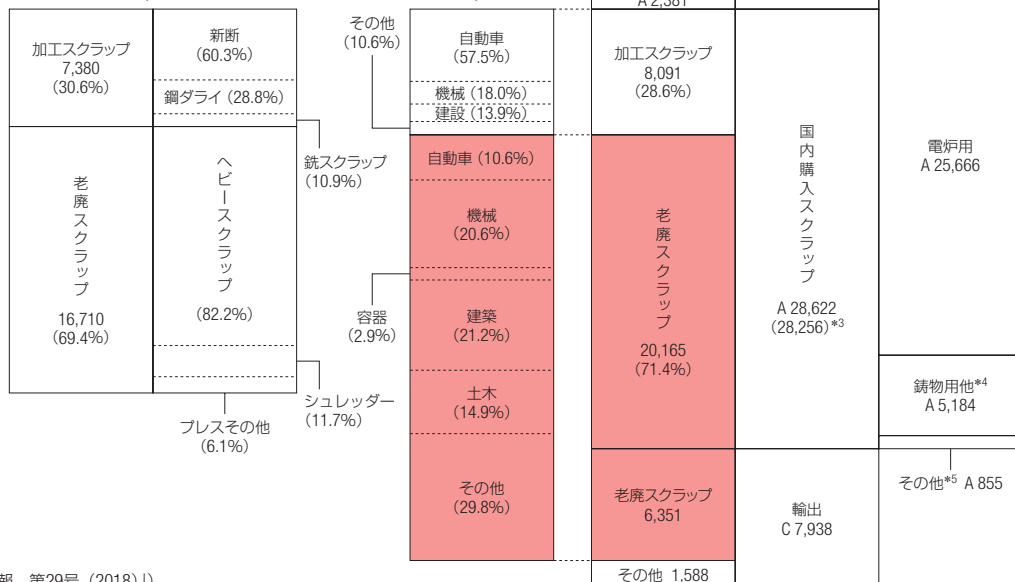 A 2,381
加工スクラップ
7,380
(30.6%)
新断
(60.3%)
鋼ダライ (28.8%)
銑スクラップ
(10.9%)
老廃スクラップ
16,710
(69.4%)
ヘビースクラップ
(82.2%)
シュレッダー
(11.7%)
プレスその他
(6.1%)
その他
(10.6%)
自動車
(57.5%)
機械 (18.0%)
建設 (13.9%)
自動車 (10.6%)
機械
(20.6%)
容器
(2.9%)
建築
(21.2%)
土木
(14.9%)
その他
(29.8%)
加工スクラップ
8,091
(28.6%)
老廃スクラップ
20,165
(71.4%)
老廃スクラップ
6,351
その他 1,588
国内購入スクラップ
A 28,622
(28,256)*3
輸出
C 7,938
電炉用
A 25,666
鋳物用他*4
A 5,184
その他*5 A 855
報 第29号 (2018)」)